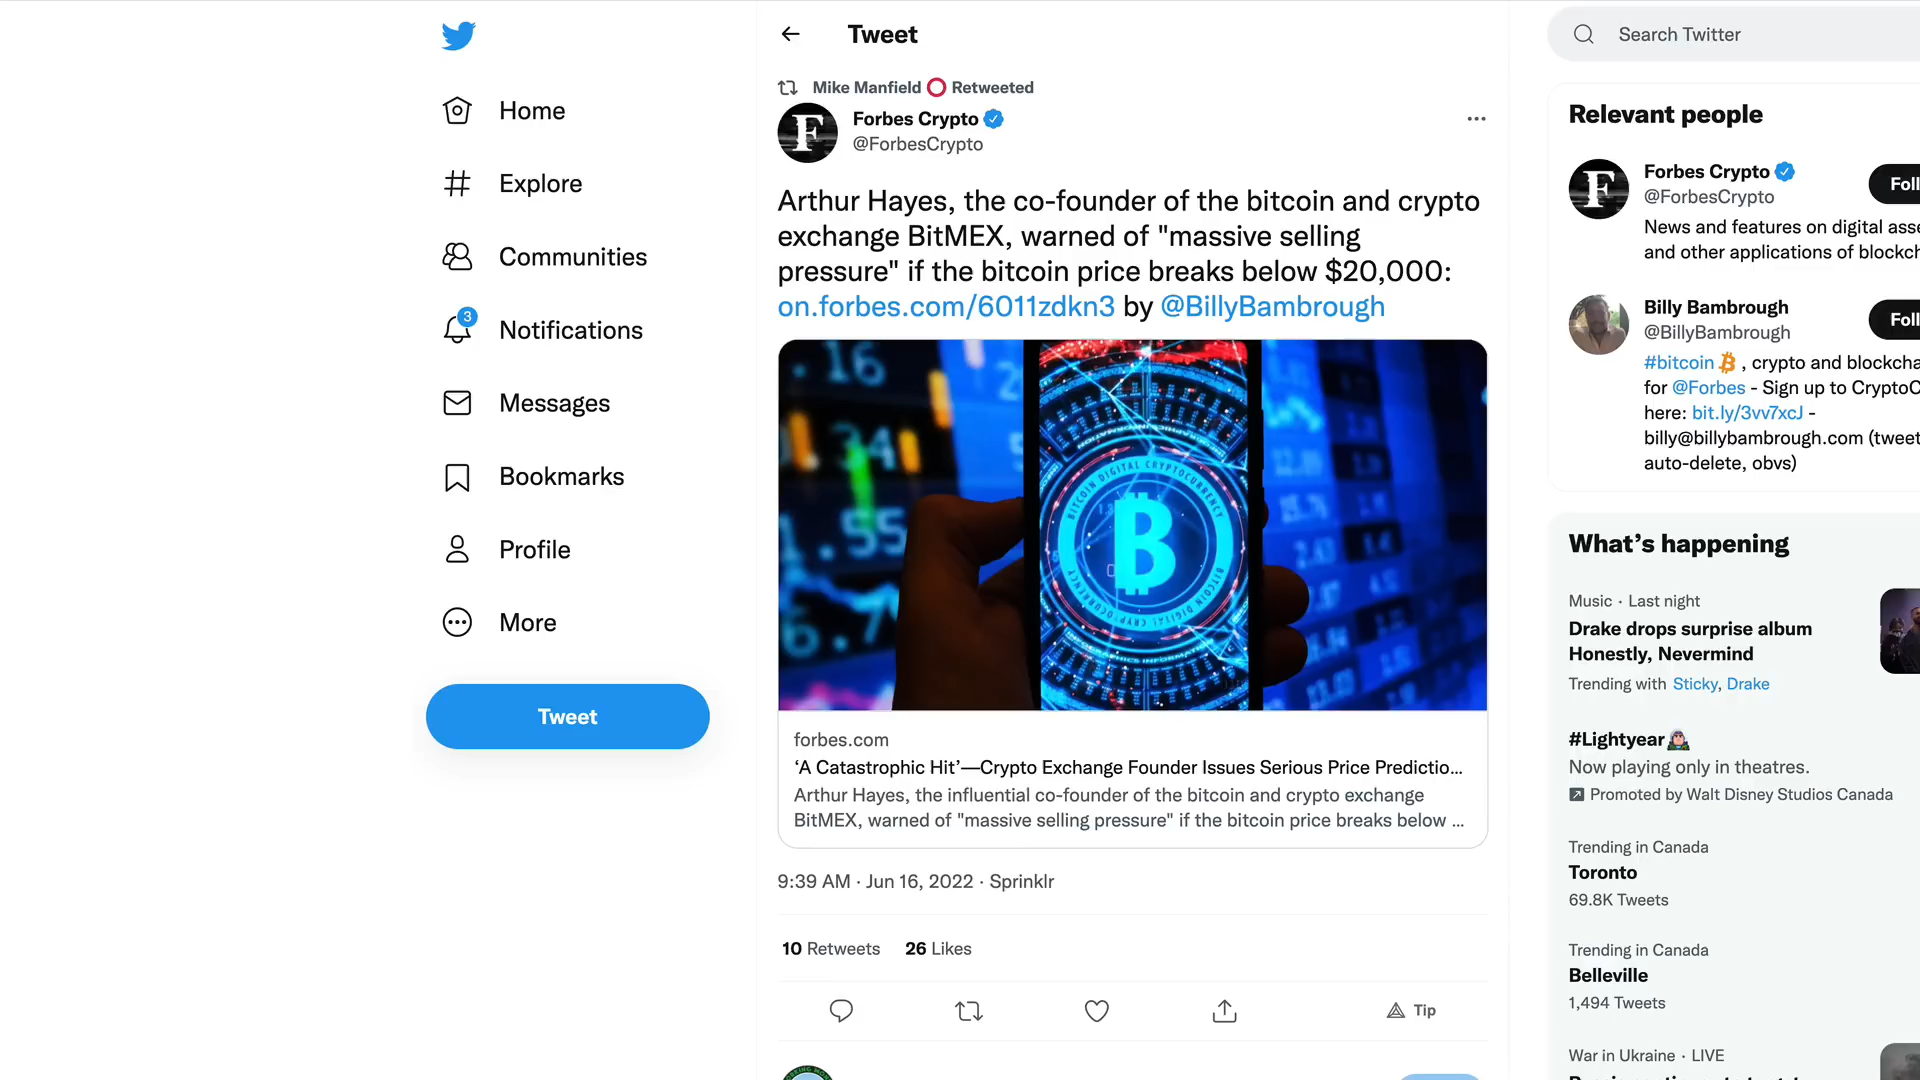 Tweet
Search Twitter
Mike Manfield Retweeted
Forbes Crypto
@ForbesCrypto
Arthur Hayes, the co-founder of the bitcoin and crypto
exchange BitMEX, warned of "massive selling
pressure" if the bitcoin price breaks below $20,000:
on.forbes.com/6011zdkn3 by @BillyBambrough
BITCOIN DIGITAL CRYPTOCURRENCY
forbes.com
‘A Catastrophic Hit’—Crypto Exchange Founder Issues Serious Price Predictio...
Arthur Hayes, the influential co-founder of the bitcoin and crypto exchange
BitMEX, warned of "massive selling pressure" if the bitcoin price breaks below ...
9:39 AM · Jun 16, 2022 · Sprinklr
10 Retweets 26 Likes
Tip
Home
Explore
Communities
3
Notifications
Messages
Bookmarks
Profile
More
Tweet
Relevant people
Forbes Crypto
@ForbesCrypto
Foll
News and features on digital asse
and other applications of blockch
Billy Bambrough
@BillyBambrough
Foll
#bitcoin , crypto and blockcha
for @Forbes - Sign up to CryptoC
here: bit.ly/3vv7xcJ -
billy@billybambrough.com (tweet
auto-delete, obvs)
What’s happening
Music · Last night
Drake drops surprise album
Honestly, Nevermind
Trending with Sticky, Drake
#Lightyear
Now playing only in theatres.
Promoted by Walt Disney Studios Canada
Trending in Canada
Toronto
69.8K Tweets
Trending in Canada
Belleville
1,494 Tweets
War in Ukraine · LIVE